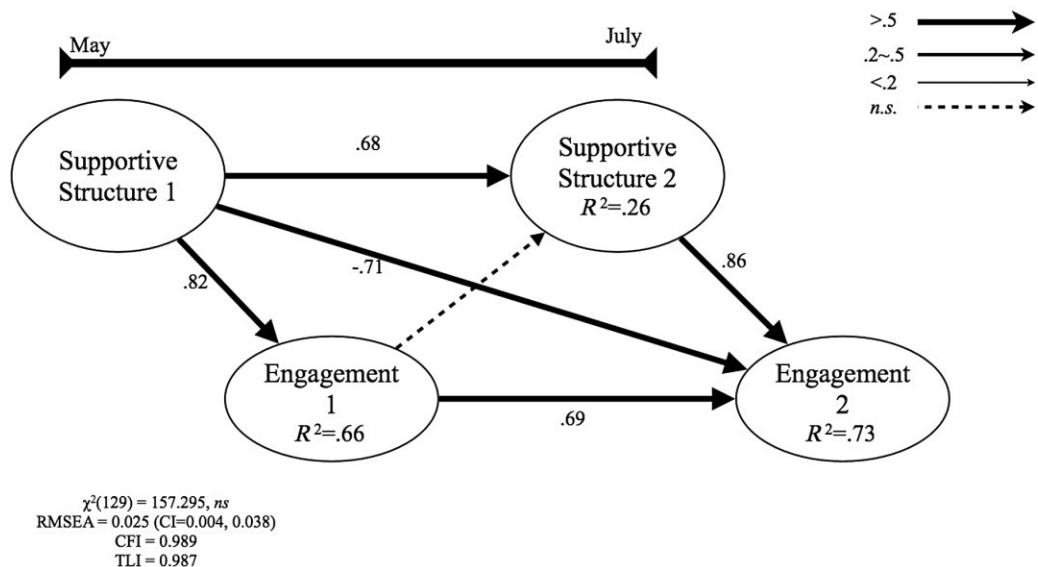 May
July
>.5
.2~.5
<.2
n.s.
Supportive
Structure 1
.68
Supportive
Structure 2
R²=.26
.82
-.71
.86
Engagement
1
R²=.66
.69
Engagement
2
R²=.73
χ²(129) = 157.295, ns
RMSEA = 0.025 (CI=0.004, 0.038)
CFI = 0.989
TLI = 0.987